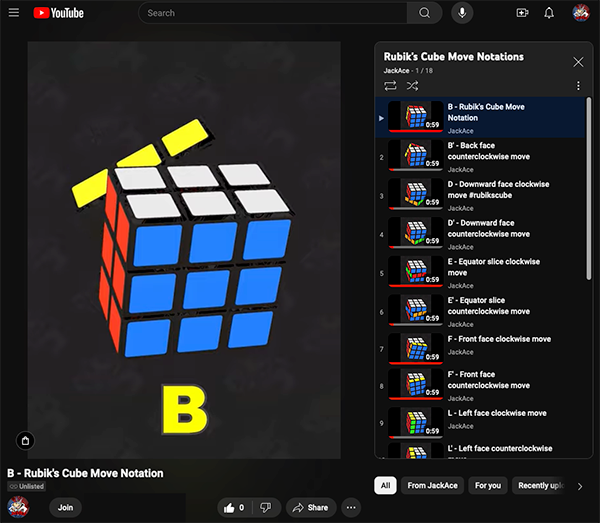 YouTube
Search
B
Rubik's Cube Move Notations
JackAce - 1 / 18
B - Rubik's Cube Move
Notation
JackAce
0:59
2
B' - Back face
counterclockwise move
JackAce
0:59
3
D - Downward face clockwise
move #rubikscube
JackAce
0:59
4
D' - Downward face
counterclockwise move
JackAce
0:59
5
E - Equator slice clockwise
move
JackAce
0:59
6
E' - Equator slice
counterclockwise move
JackAce
0:59
7
F - Front face clockwise move
JackAce
0:59
8
F' - Front face
counterclockwise move
JackAce
0:59
9
L - Left face clockwise move
JackAce
0:59
L' - Left face counterclockwise
B - Rubik's Cube Move Notation
Unlisted
Join
0
Share
All
From JackAce
For you
Recently uplo